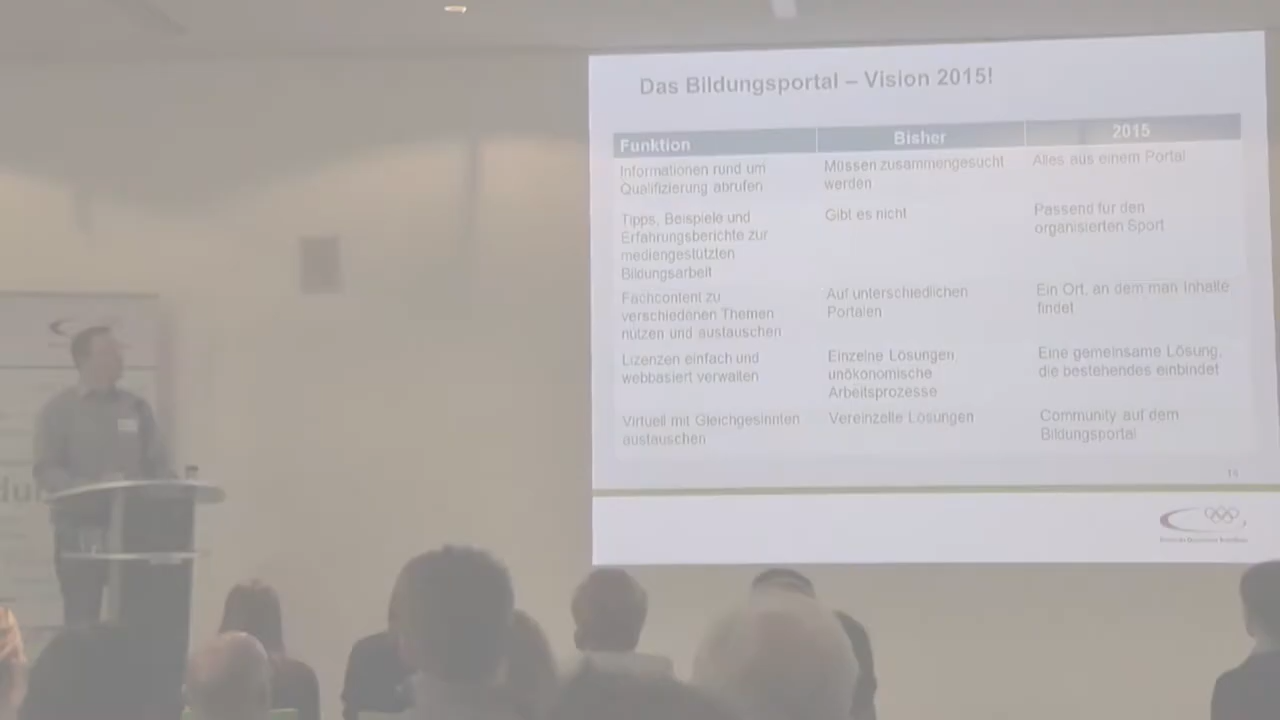 Das Bildungsportal – Vision 2015!
Funktion
Bisher
2015
Informationen rund um
Qualifizierung abrufen
Müssen zusammengesucht
werden
Alles aus einem Portal
Tipps, Beispiele und
Erfahrungsberichte zur
mediengestützten
Bildungsarbeit
Gibt es nicht
Passend für den
organisierten Sport
Fachcontent zu
verschiedenen Themen
nutzen und austauschen
Auf unterschiedlichen
Portalen
Ein Ort, an dem man Inhalte
findet
Lizenzen einfach und
webbasiert verwalten
Einzelne Lösungen,
unökonomische
Arbeitsprozesse
Eine gemeinsame Lösung,
die bestehendes einbindet
Virtuell mit Gleichgesinnten
austauschen
Vereinzelte Lösungen
Community auf dem
Bildungsportal